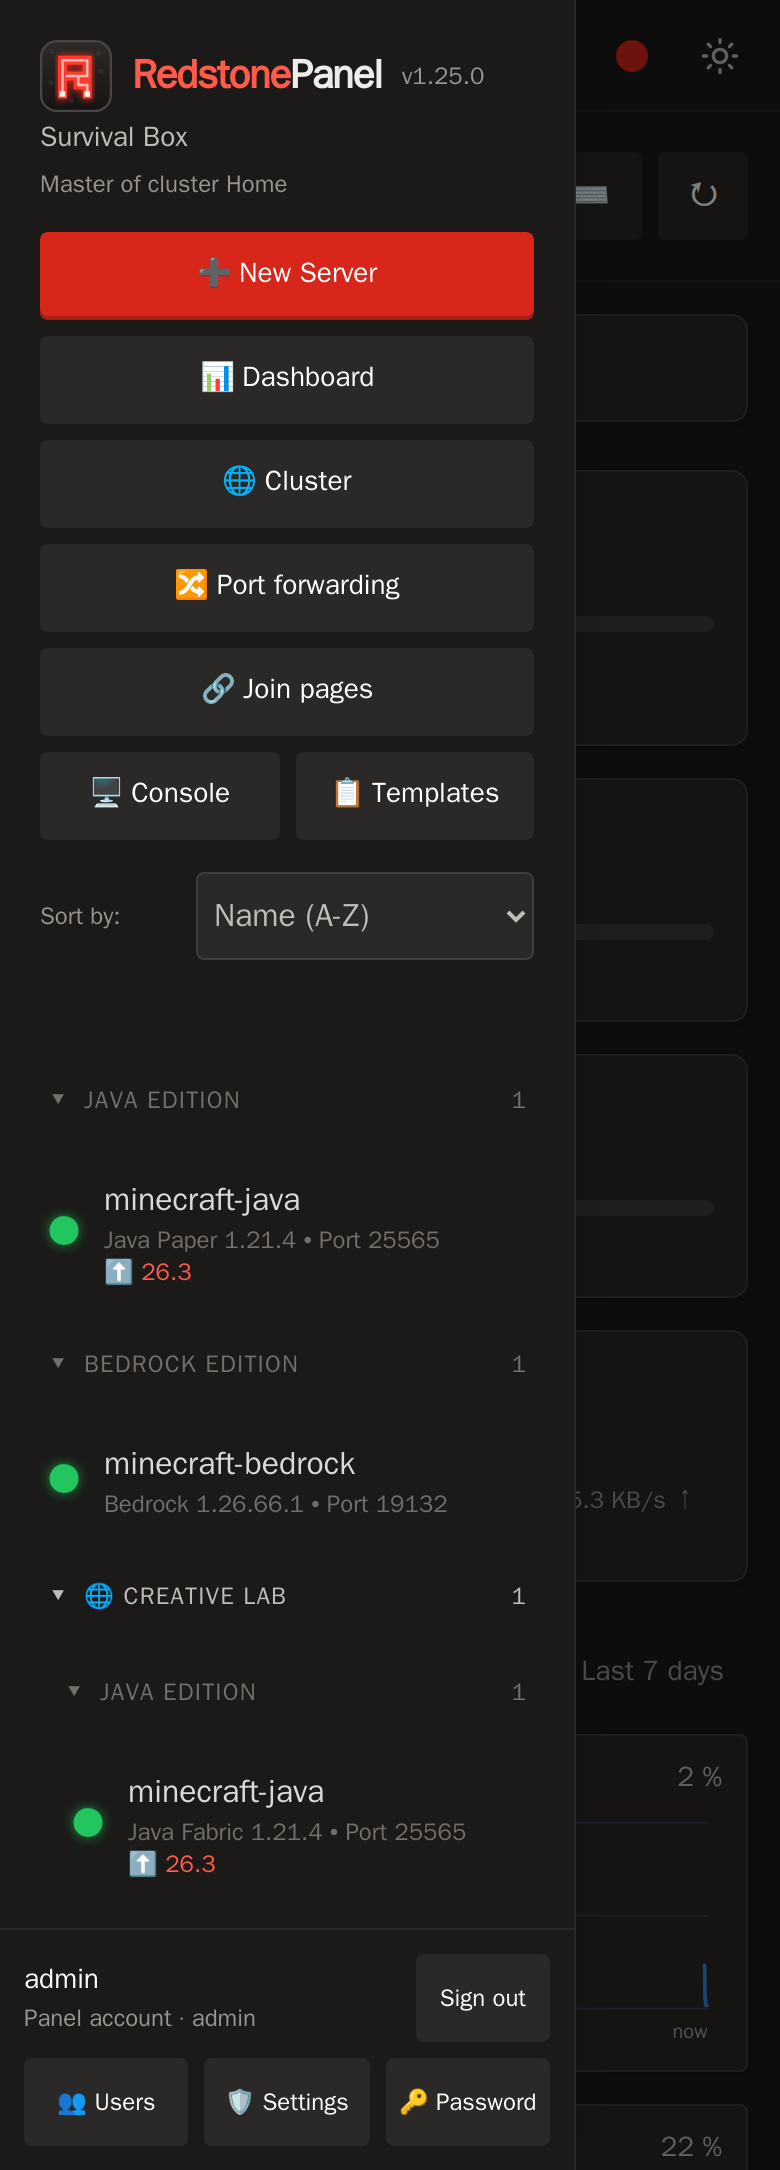 RedstonePanel v1.25.0
Survival Box
Master of cluster Home
➕ New Server
📊 Dashboard
🌐 Cluster
🔀 Port forwarding
🔗 Join pages
🖥️ Console
📋 Templates
Sort by: Name (A-Z)
▼ JAVA EDITION 1
minecraft-java
Java Paper 1.21.4 • Port 25565
⬆️ 26.3
▼ BEDROCK EDITION 1
minecraft-bedrock
Bedrock 1.26.66.1 • Port 19132
5.3 KB/s ↑
▼ 🌐 CREATIVE LAB 1
Last 7 days
▼ JAVA EDITION 1
2 %
minecraft-java
Java Fabric 1.21.4 • Port 25565
⬆️ 26.3
admin
Panel account · admin
Sign out
now
👥 Users
🛡️ Settings
🔑 Password
22 %